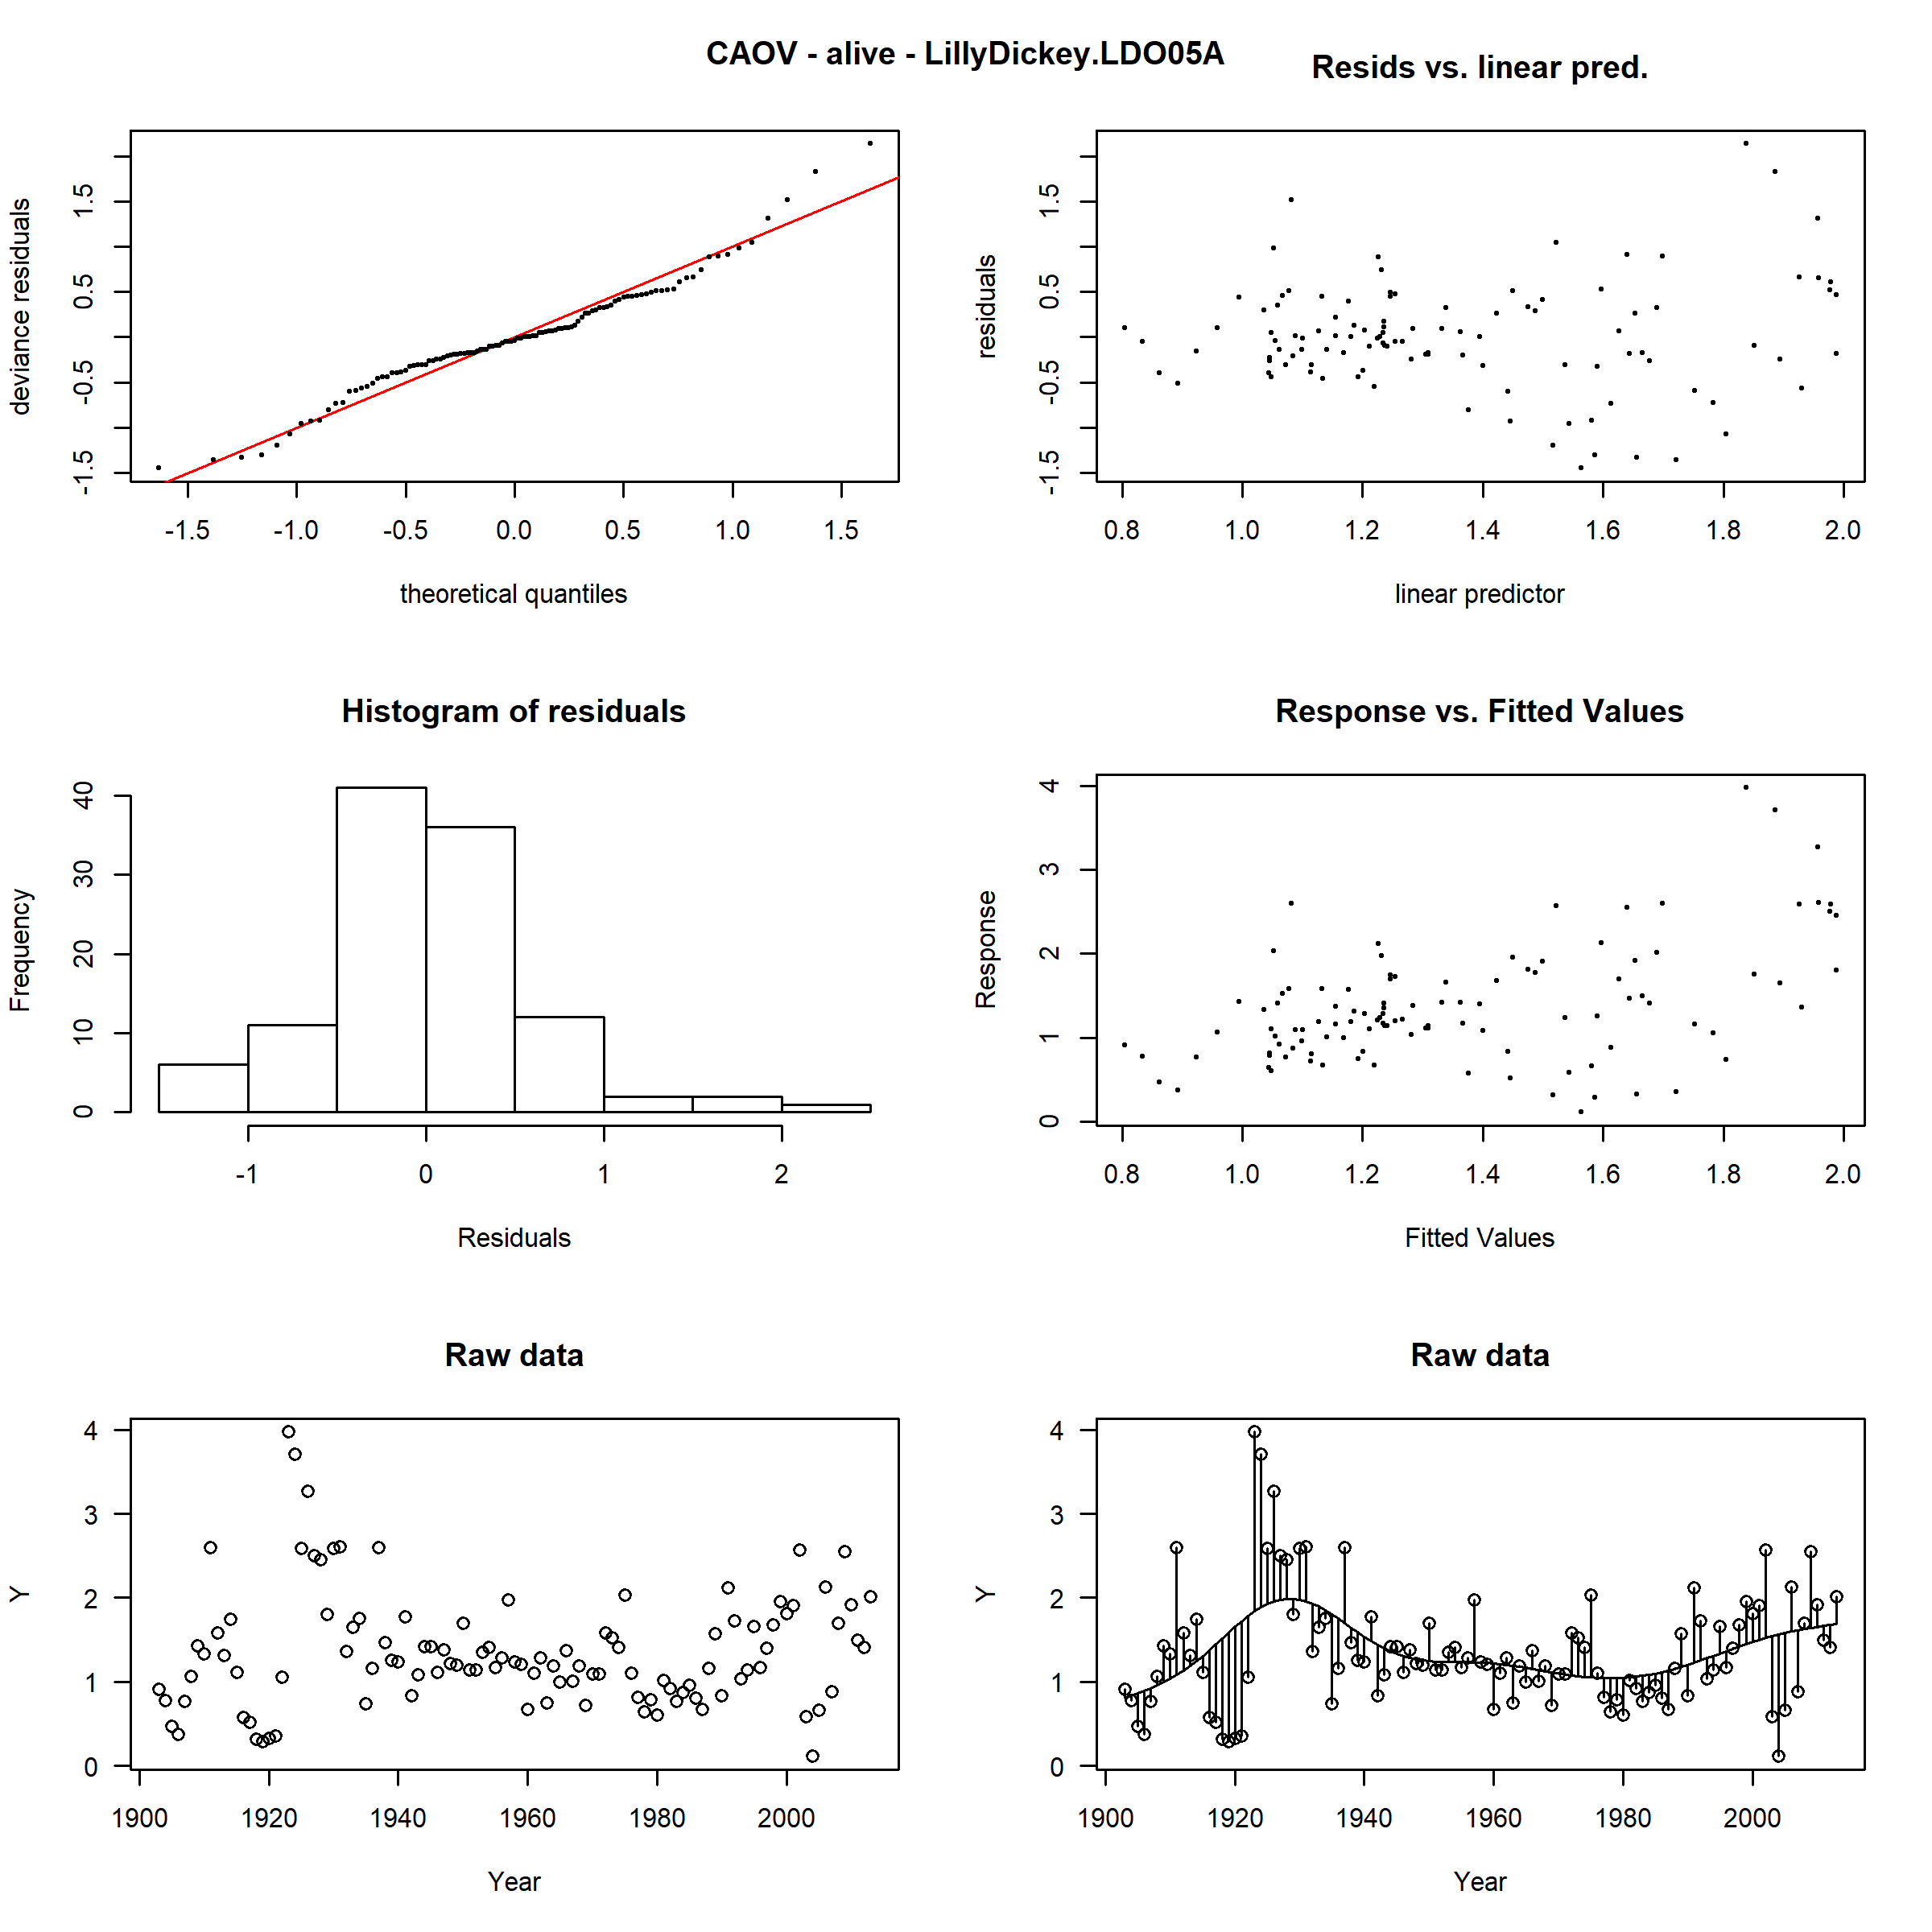 CAOV - alive - LillyDickey.LDO05A
Resids vs. linear pred.
deviance residuals
-1.5 -0.5 0.5 1.5
-1.5 -1.0 -0.5 0.0 0.5 1.0 1.5
theoretical quantiles
residuals
-1.5 -0.5 0.5 1.5
0.8 1.0 1.2 1.4 1.6 1.8 2.0
linear predictor
Histogram of residuals
Frequency
0 10 20 30 40
-1 0 1 2
Residuals
Response vs. Fitted Values
Response
0 1 2 3 4
0.8 1.0 1.2 1.4 1.6 1.8 2.0
Fitted Values
Raw data
Y
0 1 2 3 4
1900 1920 1940 1960 1980 2000
Year
Raw data
Y
0 1 2 3 4
1900 1920 1940 1960 1980 2000
Year